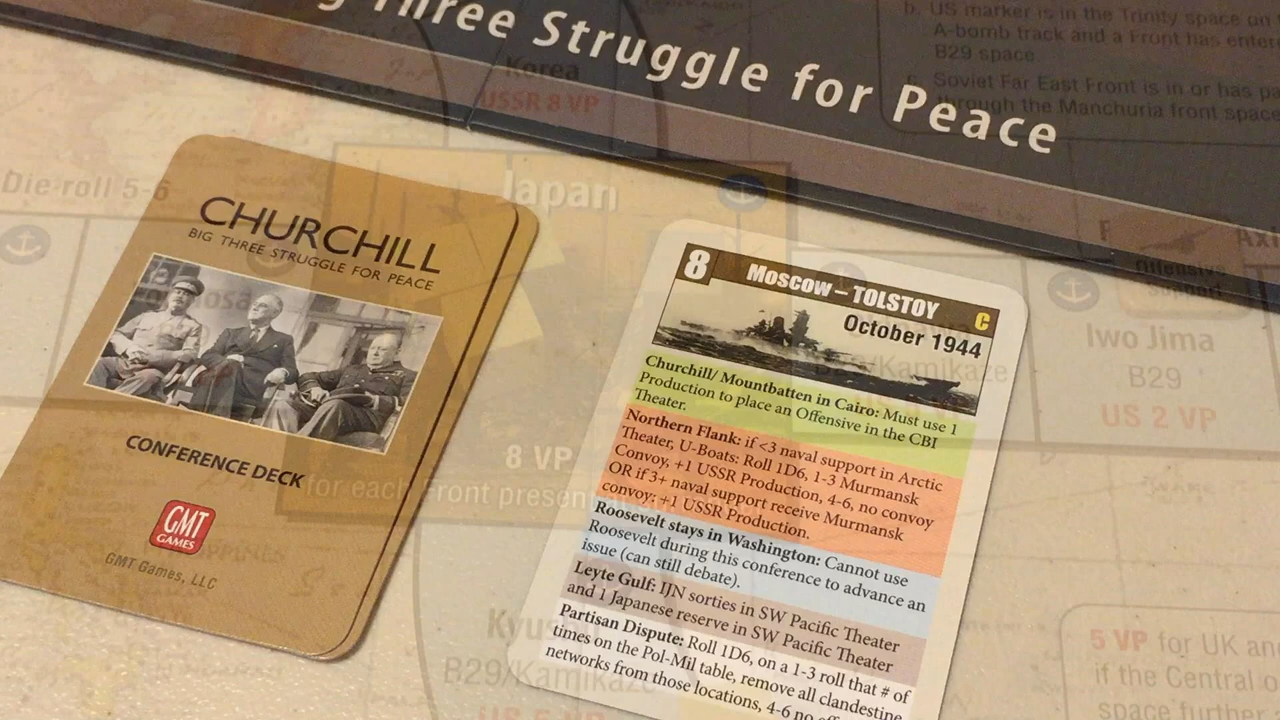 g Three Struggle for Peace
b. US marker is in the Trinity space on
A-bomb track and a Front has enter
B29 space
c. Soviet Far East Front is in or has pa
through the Manchuria front space
Korea
USSR 8 VP
Die-roll 5-6
Japan
8 VP
for each Front present
CHURCHILL
BIG THREE STRUGGLE FOR PEACE
CONFERENCE DECK
GMT
GAMES
GMT Games, LLC
8
MOSCOW – TOLSTOY
C
October 1944
Churchill/ Mountbatten in Cairo: Must use 1
Production to place an Offensive in the CBI
Theater.
Northern Flank: if <3 naval support in Arctic
Theater, U-Boats: Roll 1D6, 1-3 Murmansk
Convoy, +1 USSR Production, 4-6, no convoy
OR if 3+ naval support receive Murmansk
convoy: +1 USSR Production.
Roosevelt stays in Washington: Cannot use
Roosevelt during this conference to advance an
issue (can still debate).
Leyte Gulf: IJN sorties in SW Pacific Theater
and 1 Japanese reserve in SW Pacific Theater
Partisan Dispute: Roll 1D6, on a 1-3 roll that # of
times on the Pol-Mil table, remove all clandestine
networks from those locations, 4-6 no eff
Axi
Offensive
Support
/Kamikaze
Iwo Jima
B29
US 2 VP
Kyushu
B29/Kamikaze
5 VP for UK an
if the Central o
space further